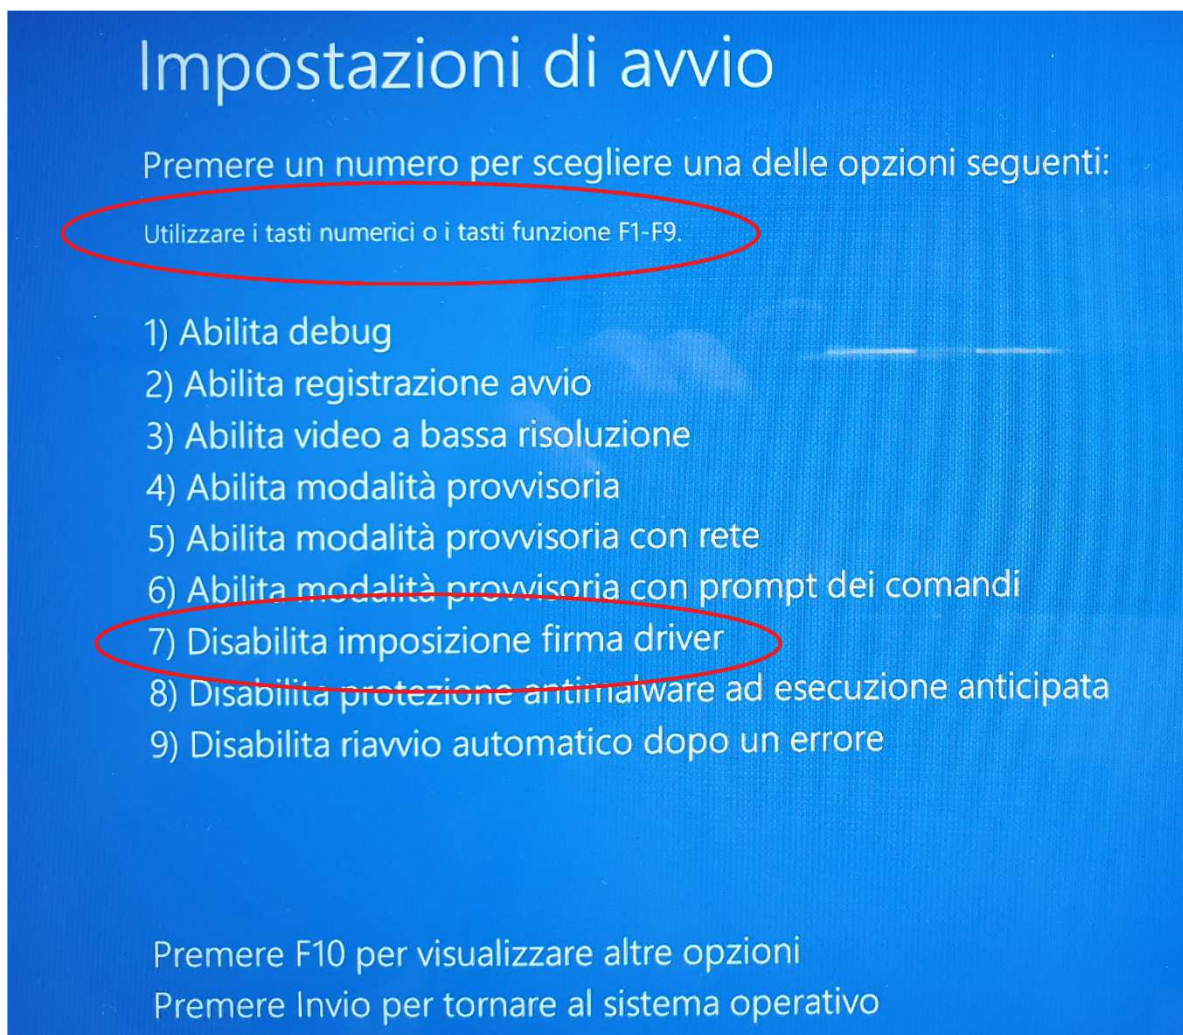 Impostazioni di avvio
Premere un numero per scegliere una delle opzioni seguenti:
Utilizzare i tasti numerici o i tasti funzione F1-F9.
1) Abilita debug
2) Abilita registrazione avvio
3) Abilita video a bassa risoluzione
4) Abilita modalità provvisoria
5) Abilita modalità provvisoria con rete
6) Abilita modalità provvisoria con prompt dei comandi
7) Disabilita imposizione firma driver
8) Disabilita protezione antimalware ad esecuzione anticipata
9) Disabilita riavvio automatico dopo un errore
Premere F10 per visualizzare altre opzioni
Premere Invio per tornare al sistema operativo